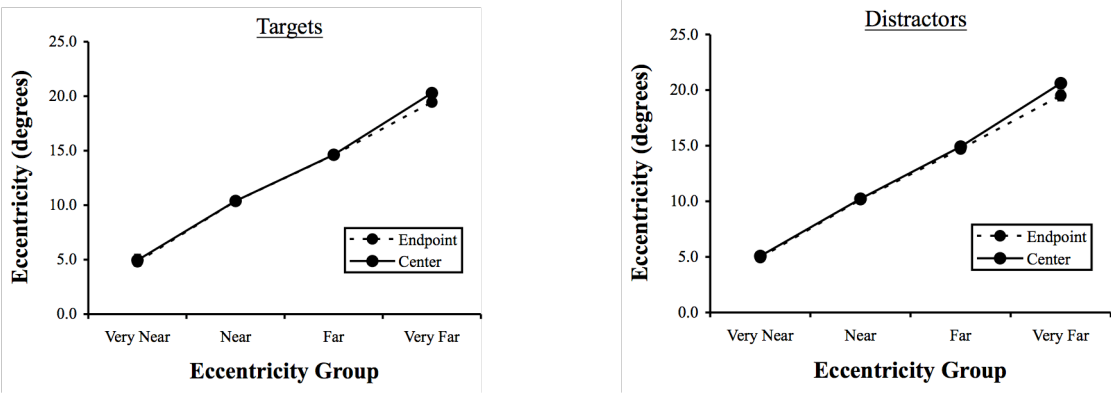 Targets
25.0
20.0
15.0
10.0
5.0
0.0
Eccentricity (degrees)
Very Near Near Far Very Far
Eccentricity Group
Endpoint
Center
Distractors
25.0
20.0
15.0
10.0
5.0
0.0
Eccentricity (degrees)
Very Near Near Far Very Far
Eccentricity Group
Endpoint
Center